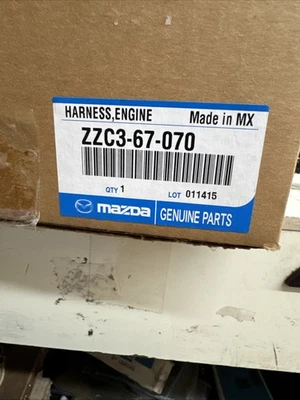 HARNESS,ENGINE Made in MX
ZZC3-67-070
QTY 1 LOT 011415
mazda GENUINE PARTS